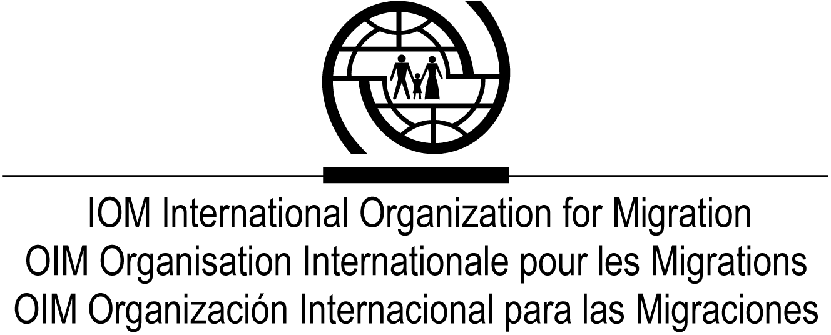 IOM International Organization for Migration
OIM Organisation Internationale pour les Migrations
OIM Organización Internacional para las Migraciones